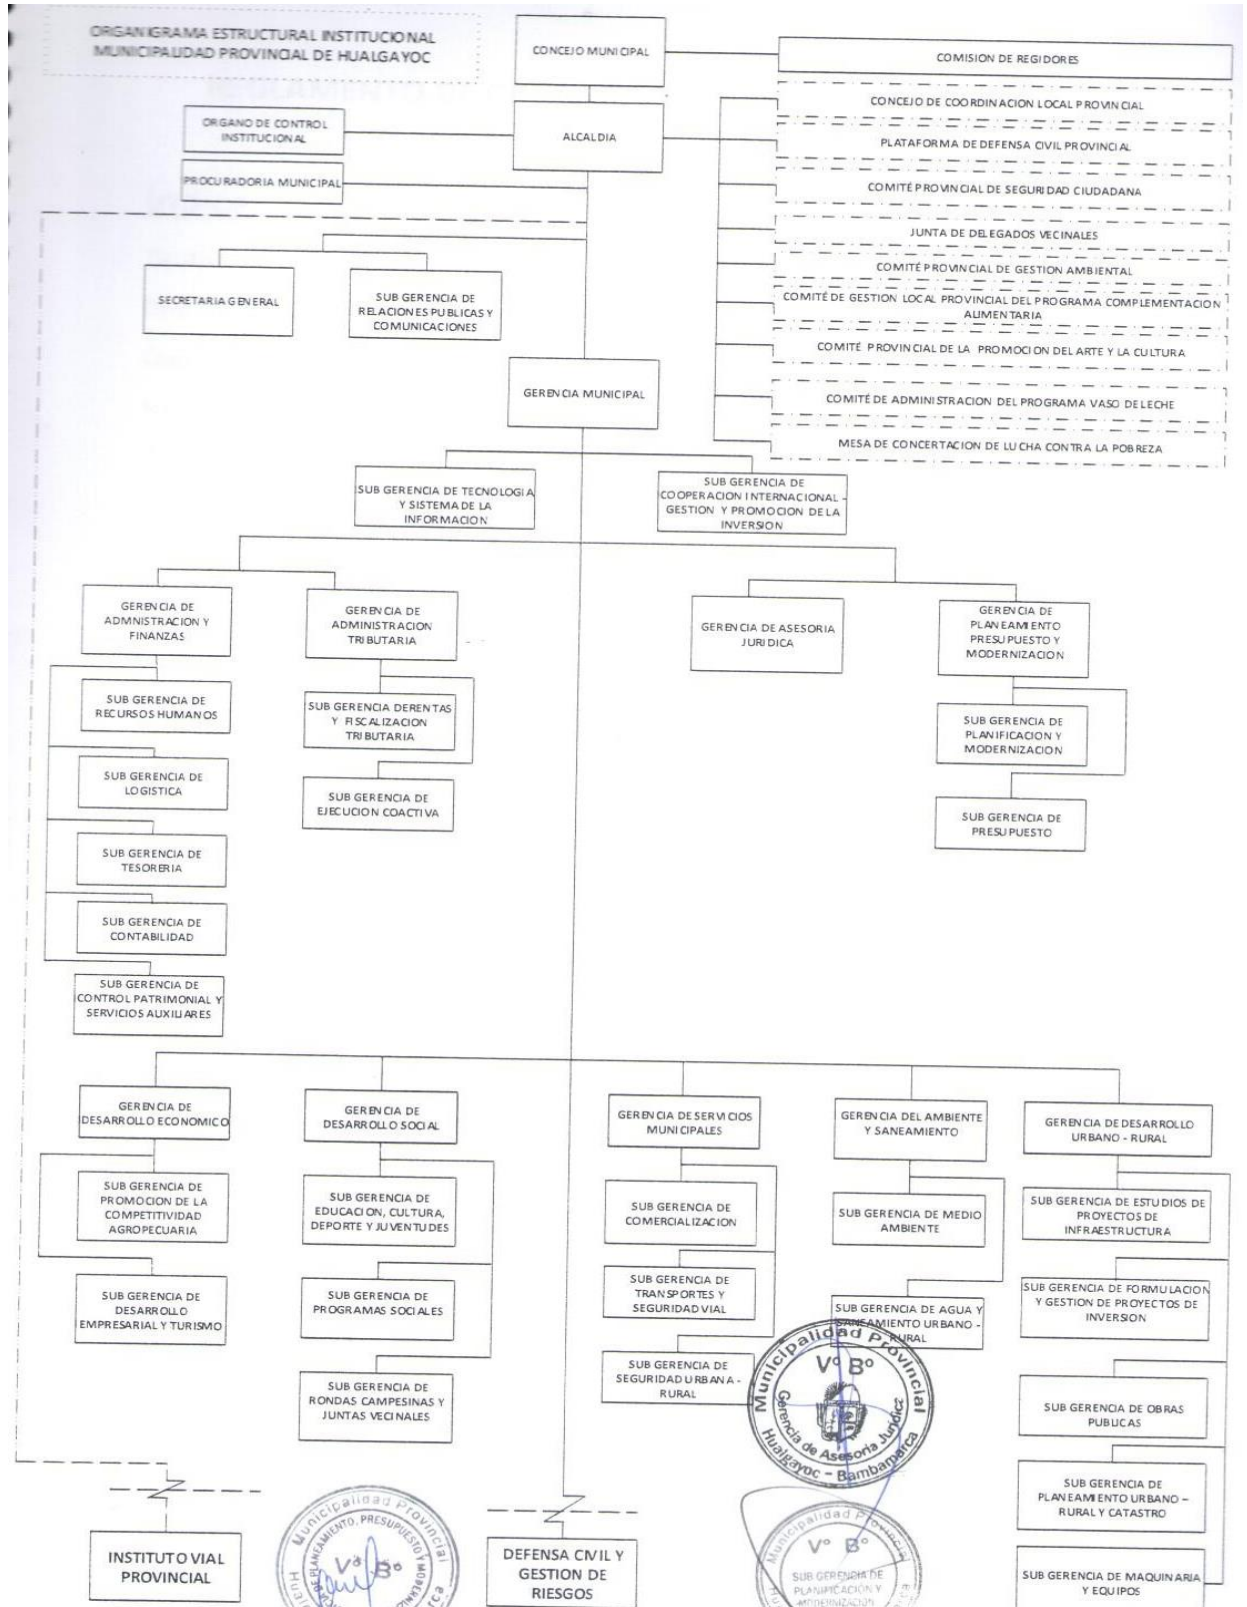 ORGANIGRAMA ESTRUCTURAL INSTITUCIONAL
MUNICIPALIDAD PROVINCIAL DE HUALGAYOC
CONCEJO MUNICIPAL
COMISION DE REGIDORES
CONCEJO DE COORDINACION LOCAL PROVINCIAL
ORGANO DE CONTROL
INSTITUCIONAL
ALCALDIA
PLATAFORMA DE DEFENSA CIVIL PROVINCIAL
PROCURADORIA MUNICIPAL
COMITÉ PROVINCIAL DE SEGURIDAD CIUDADANA
JUNTA DE DELEGADOS VECINALES
COMITÉ PROVINCIAL DE GESTION AMBIENTAL
SECRETARIA GENERAL
SUB GERENCIA DE
RELACIONES PUBLICAS Y
COMUNICACIONES
COMITÉ DE GESTION LOCAL PROVINCIAL DEL PROGRAMA COMPLEMENTACION
ALIMENTARIA
COMITÉ PROVINCIAL DE LA PROMOCION DEL ARTE Y LA CULTURA
GERENCIA MUNICIPAL
COMITÉ DE ADMINISTRACION DEL PROGRAMA VASO DE LECHE
MESA DE CONCERTACION DE LUCHA CONTRA LA POBREZA
SUB GERENCIA DE TECNOLOGIA
Y SISTEMA DE LA
INFORMACION
SUB GERENCIA DE
COOPERACION INTERNACIONAL -
GESTION Y PROMOCION DE LA
INVERSION
GERENCIA DE
ADMNISTRACION Y
FINANZAS
GERENCIA DE
ADMINISTRACION
TRIBUTARIA
GERENCIA DE ASESORIA
JURIDICA
GERENCIA DE
PLANEAMIENTO
PRESUPUESTO Y
MODERNIZACION
SUB GERENCIA DE
RECURSOS HUMANOS
SUB GERENCIA DERENTAS
Y FISCALIZACION
TRIBUTARIA
SUB GERENCIA DE
PLANIFICACION Y
MODERNIZACION
SUB GERENCIA DE
LOGISTICA
SUB GERENCIA DE
EJECUCION COACTIVA
SUB GERENCIA DE
PRESUPUESTO
SUB GERENCIA DE
TESORERIA
SUB GERENCIA DE
CONTABILIDAD
SUB GERENCIA DE
CONTROL PATRIMONIAL Y
SERVICIOS AUXILIARES
GERENCIA DE
DESARROLLO ECONOMICO
GERENCIA DE
DESARROLLO SOCIAL
GERENCIA DE SERVICIOS
MUNICIPALES
GERENCIA DEL AMBIENTE
Y SANEAMIENTO
GERENCIA DE DESARROLLO
URBANO - RURAL
SUB GERENCIA DE
PROMOCION DE LA
COMPETITIVIDAD
AGROPECUARIA
SUB GERENCIA DE
EDUCACION, CULTURA,
DEPORTE Y JUVENTUDES
SUB GERENCIA DE
COMERCIALIZACION
SUB GERENCIA DE MEDIO
AMBIENTE
SUB GERENCIA DE ESTUDIOS DE
PROYECTOS DE
INFRAESTRUCTURA
SUB GERENCIA DE
DESARROLLO
EMPRESARIAL Y TURISMO
SUB GERENCIA DE
PROGRAMAS SOCIALES
SUB GERENCIA DE
TRANSPORTES Y
SEGURIDAD VIAL
SUB GERENCIA DE AGUA Y
SANEAMIENTO URBANO -
RURAL
SUB GERENCIA DE FORMULACION
Y GESTION DE PROYECTOS DE
INVERSION
SUB GERENCIA DE
RONDAS CAMPESINAS Y
JUNTAS VECINALES
SUB GERENCIA DE
SEGURIDAD URBANA -
RURAL
SUB GERENCIA DE OBRAS
PUBLICAS
SUB GERENCIA DE
PLANEAMIENTO URBANO –
RURAL Y CATASTRO
SUB GERENCIA DE MAQUINARIA
Y EQUIPOS
INSTITUTO VIAL
PROVINCIAL
DEFENSA CIVIL Y
GESTION DE
RIESGOS
Municipalidad Provincial
Vº Bº
Gerencia de Asesoria Juridica
Hualgayoc - Bambamarca
Municipalidad Provincial
PLANEAMIENTO, PRESUPUESTO Y
Vº Bº
Municipalidad Provincial
Vº Bº
SUB GERENCIA DE
PLANIFICACIÓN Y
MODERNIZACIÓN